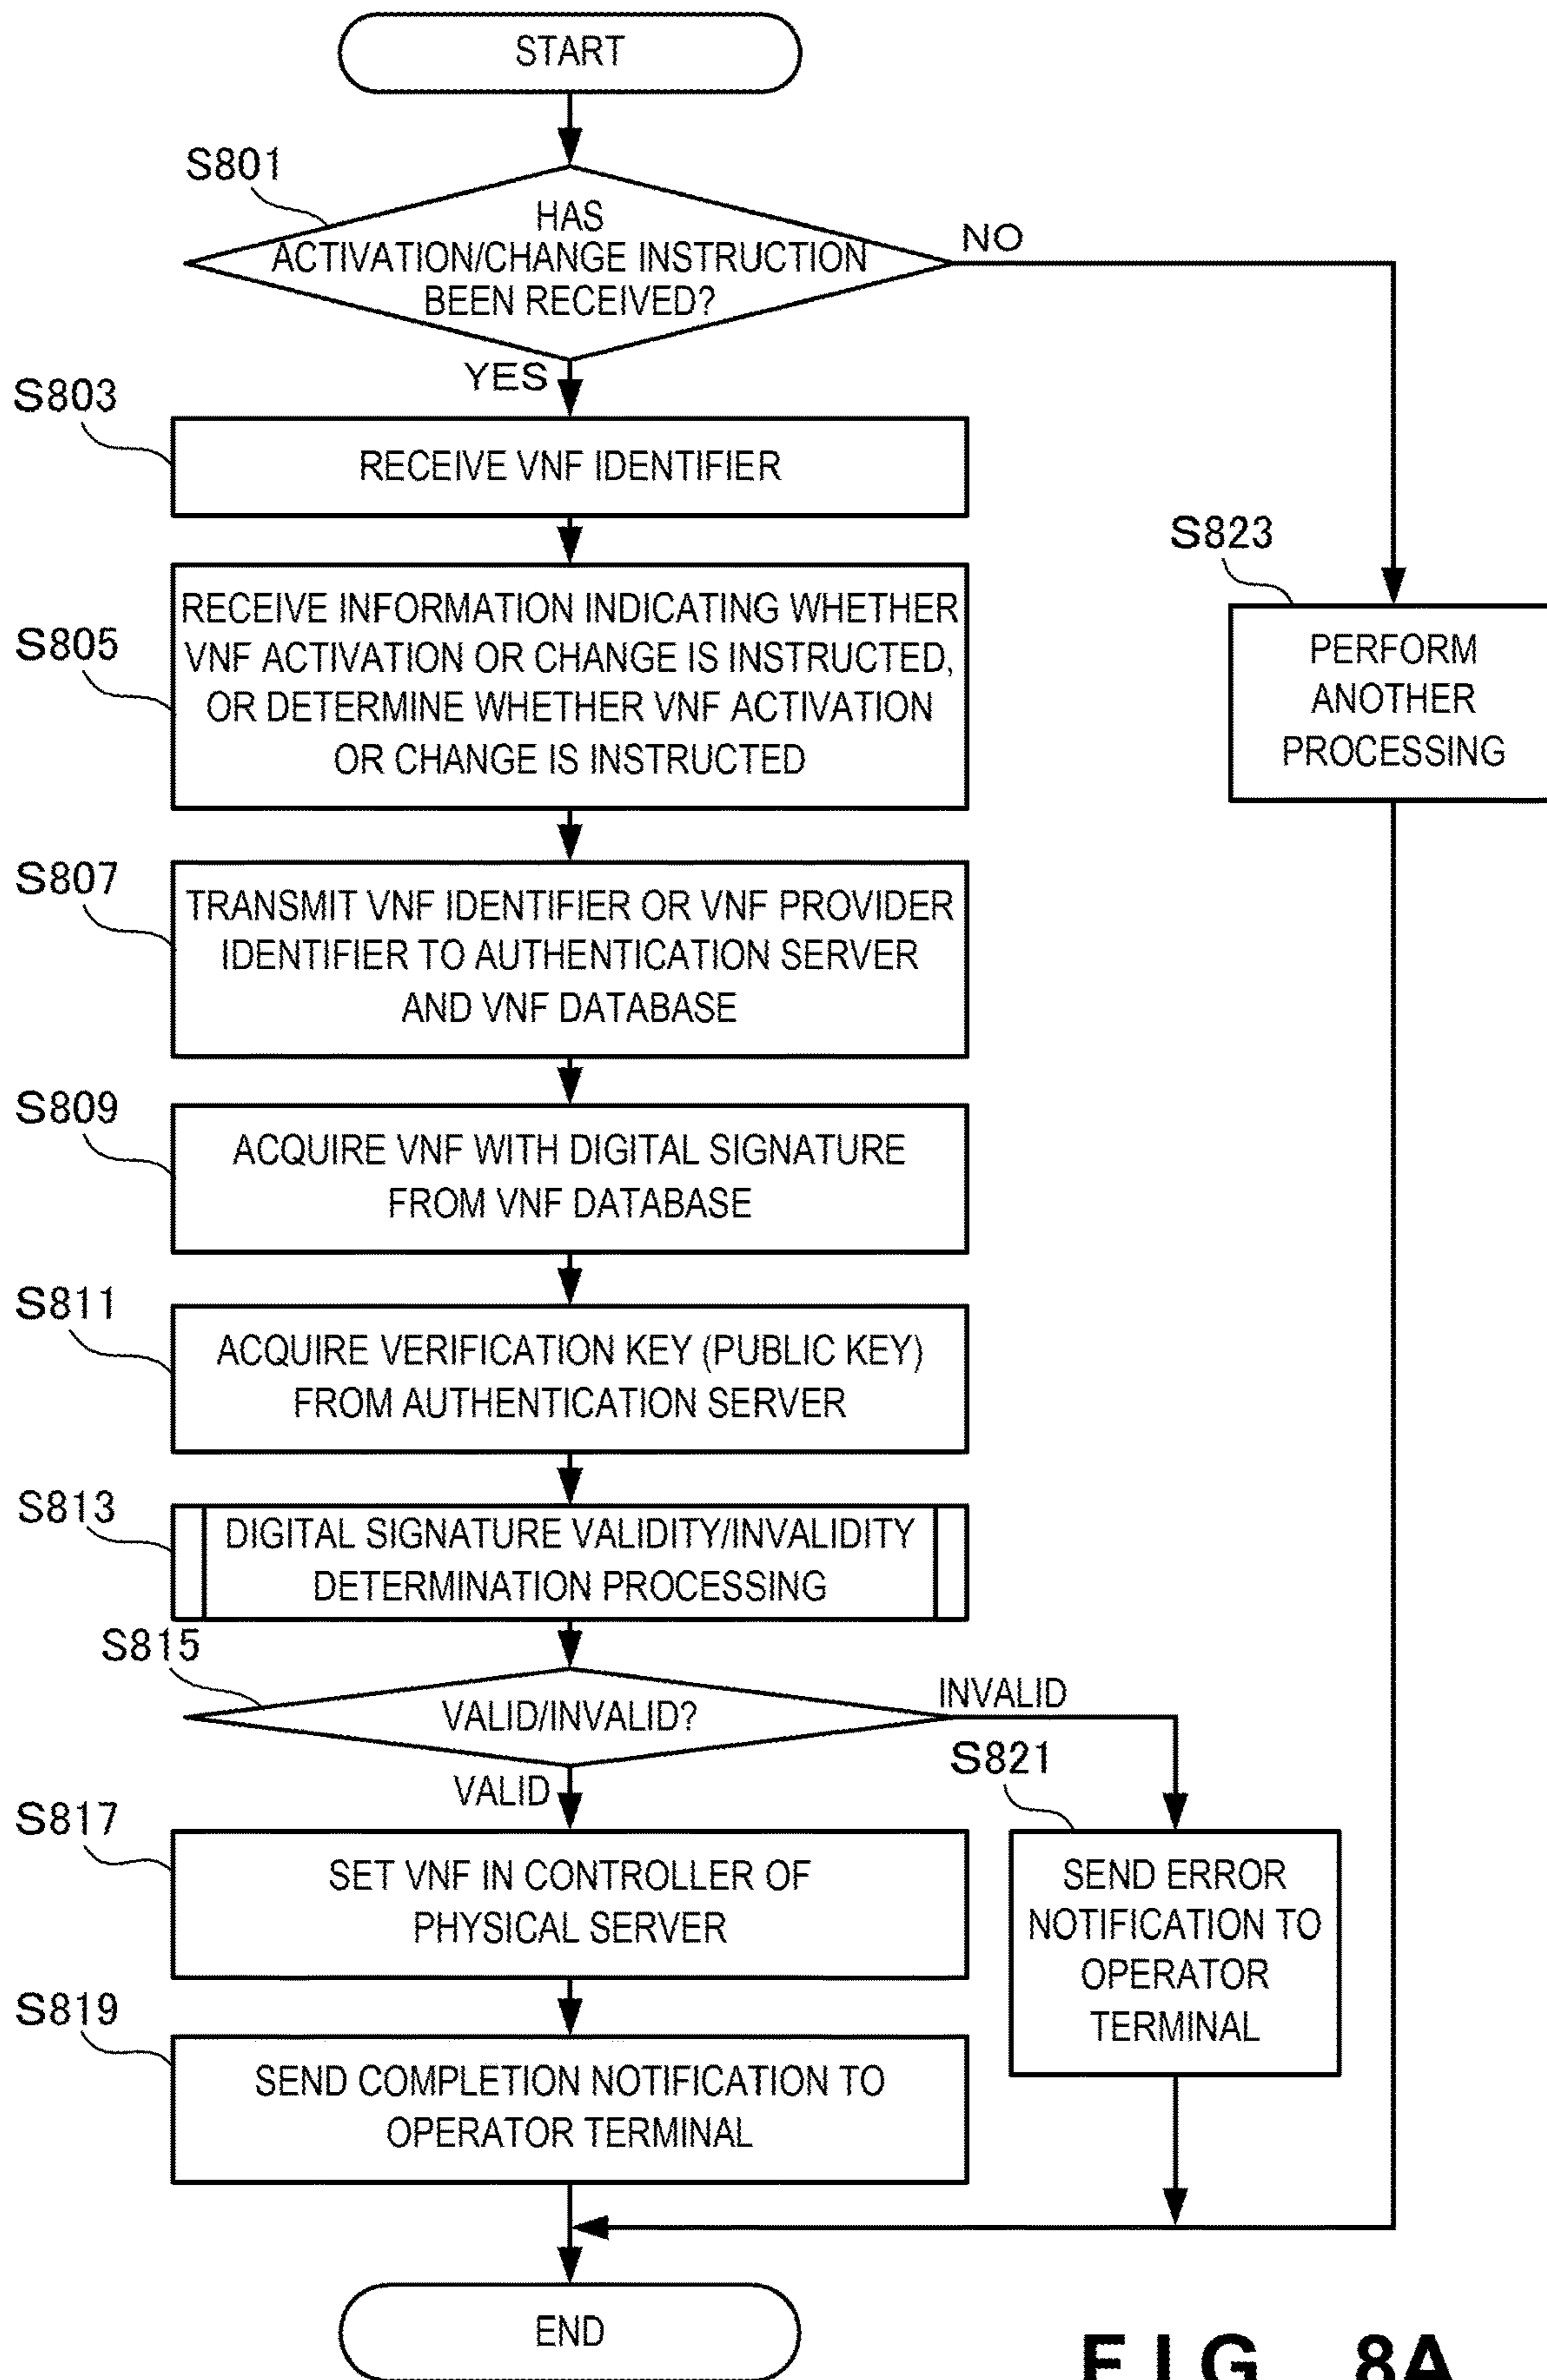 START
S801
HAS
ACTIVATION/CHANGE INSTRUCTION
BEEN RECEIVED?
NO
YES
S803
RECEIVE VNF IDENTIFIER
S805
RECEIVE INFORMATION INDICATING WHETHER
VNF ACTIVATION OR CHANGE IS INSTRUCTED,
OR DETERMINE WHETHER VNF ACTIVATION
OR CHANGE IS INSTRUCTED
S823
PERFORM
ANOTHER
PROCESSING
S807
TRANSMIT VNF IDENTIFIER OR VNF PROVIDER
IDENTIFIER TO AUTHENTICATION SERVER
AND VNF DATABASE
S809
ACQUIRE VNF WITH DIGITAL SIGNATURE
FROM VNF DATABASE
S811
ACQUIRE VERIFICATION KEY (PUBLIC KEY)
FROM AUTHENTICATION SERVER
S813
DIGITAL SIGNATURE VALIDITY/INVALIDITY
DETERMINATION PROCESSING
S815
VALID/INVALID?
INVALID
VALID
S821
SEND ERROR
NOTIFICATION TO
OPERATOR
TERMINAL
S817
SET VNF IN CONTROLLER OF
PHYSICAL SERVER
S819
SEND COMPLETION NOTIFICATION TO
OPERATOR TERMINAL
END
FIG. 8A